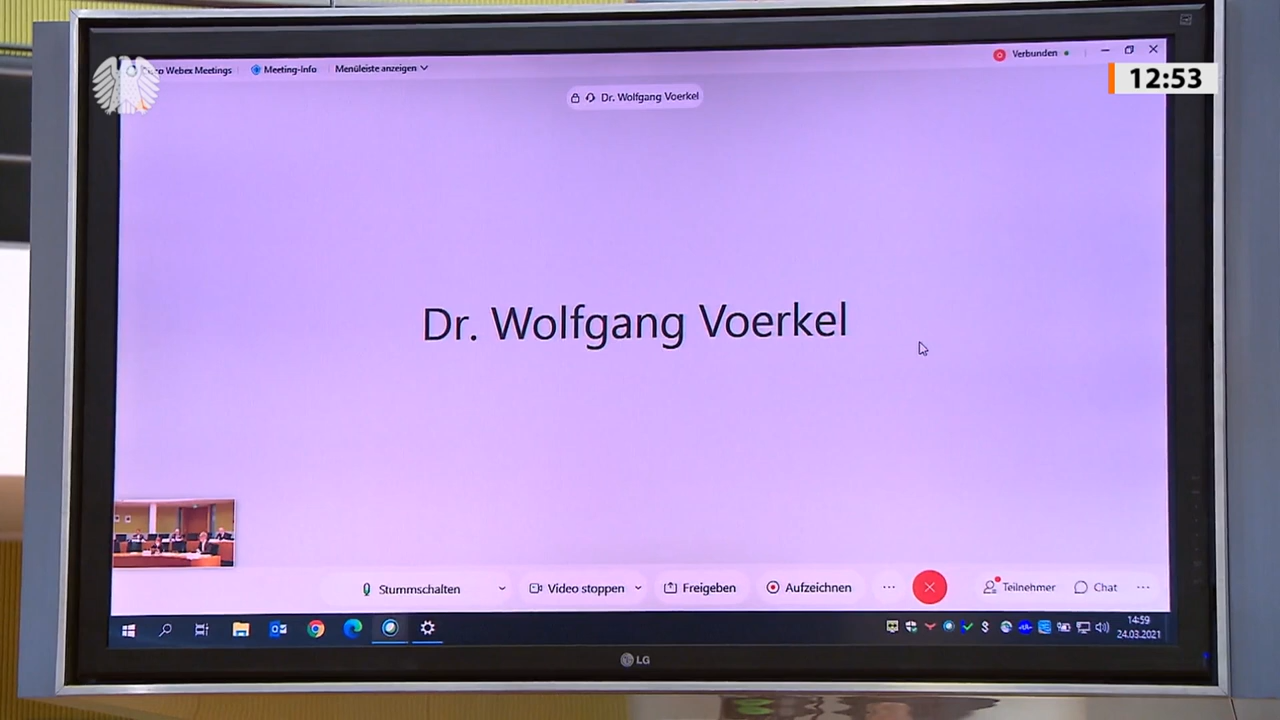 Cisco Webex Meetings
Meeting-Info
Menüleiste anzeigen
Verbunden
12:53
Dr. Wolfgang Voerkel
Dr. Wolfgang Voerkel
Stummschalten
Video stoppen
Freigeben
Aufzeichnen
Teilnehmer
Chat
14:59
24.03.2021
LG